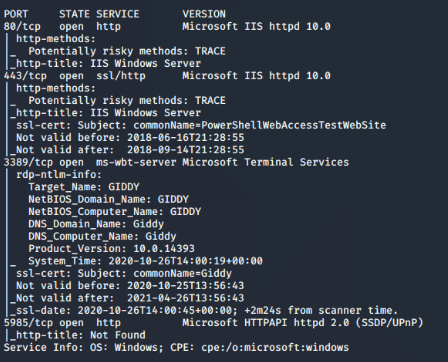 PORT STATE SERVICE VERSION
80/tcp open http Microsoft IIS httpd 10.0
| http-methods:
|_ Potentially risky methods: TRACE
|_http-title: IIS Windows Server
443/tcp open ssl/http Microsoft IIS httpd 10.0
| http-methods:
|_ Potentially risky methods: TRACE
|_http-title: IIS Windows Server
| ssl-cert: Subject: commonName=PowerShellWebAccessTestWebSite
| Not valid before: 2018-06-16T21:28:55
|_Not valid after: 2018-09-14T21:28:55
3389/tcp open ms-wbt-server Microsoft Terminal Services
| rdp-ntlm-info:
| Target_Name: GIDDY
| NetBIOS_Domain_Name: GIDDY
| NetBIOS_Computer_Name: GIDDY
| DNS_Domain_Name: Giddy
| DNS_Computer_Name: Giddy
| Product_Version: 10.0.14393
|_ System_Time: 2020-10-26T14:00:19+00:00
| ssl-cert: Subject: commonName=Giddy
| Not valid before: 2020-10-25T13:56:43
|_Not valid after: 2021-04-26T13:56:43
|_ssl-date: 2020-10-26T14:00:45+00:00; +2m24s from scanner time.
5985/tcp open http Microsoft HTTPAPI httpd 2.0 (SSDP/UPnP)
|_http-title: Not Found
Service Info: OS: Windows; CPE: cpe:/o:microsoft:windows